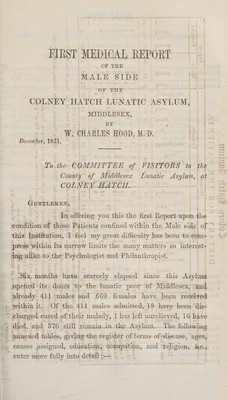 FIRST MEDICAL REPORT
OF THE
MALE SIDE
OF THE
COLNEY HATCH LUNATIC ASYLUM,
MIDDLESEX,
BY
W. CHARLES HOOD, M.D.
December, 1851.
To the COMMITTEE of VISITORS to the
County of Middlesex Lunatic Asylum, at
COLNEY HATCH.
GENTLEMEN,
In offering you this the first Report upon the
condition of those Patients confined within the Male side of
this Institution, I feel my great difficulty has been to com-
press within its narrow limits the many matters so interest-
ing alike to the Psychologist and Philanthropist.
Six months have scarcely elapsed since this Asylum
opened its doors to the lunatic poor of Middlesex, and
already 411 males and 669 females have been received
within it. Of the 411 males admitted, 18 have been dis-
charged cured of their malady, 1 has left unrelieved, 16 have
died, and 376 still remain in the Asylum. The following
annexed tables, giving the register of forms of disease, ages,
causes assigned, education, occupation, and religion, &c.,
enter more fully into detail:—